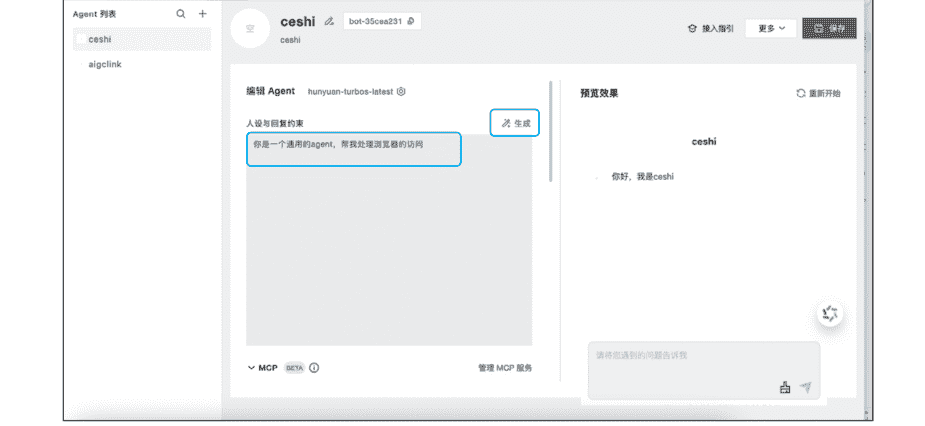 Agent 列表
ceshi
aigclink
ceshi
bot-35cea231
ceshi
接入指引
更多
保存
编辑 Agent
hunyuan-turbos-latest
人设与回复约束
生成
你是一个通用的agent，帮我处理浏览器的访问
MCP BETA
管理 MCP 服务
预览效果
重新开始
ceshi
你好，我是ceshi
请将您遇到的问题告诉我